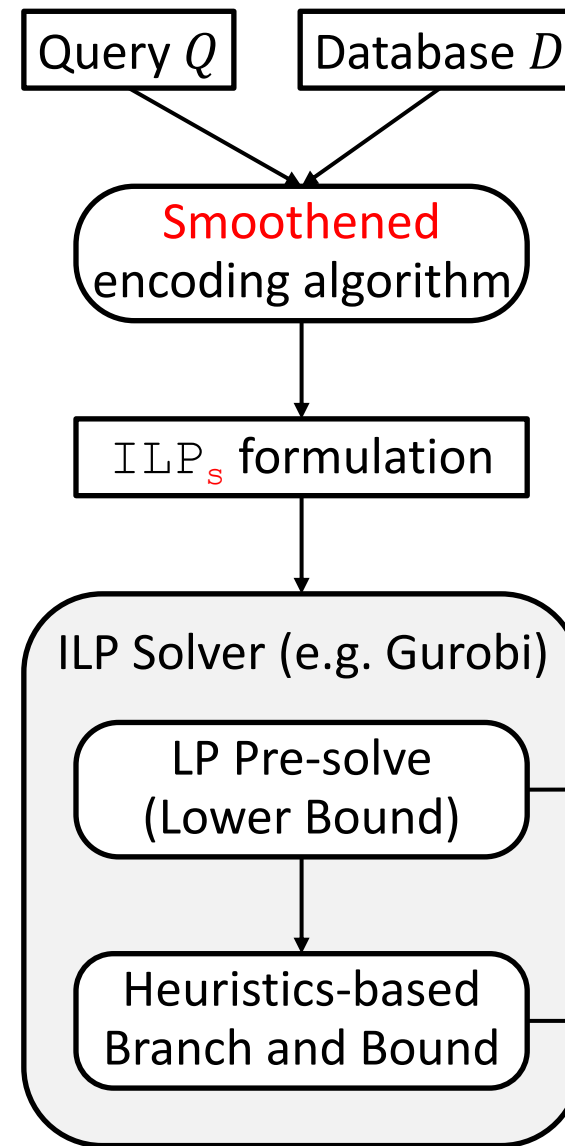 Query Q
Database D
Smoothened
encoding algorithm
ILPs formulation
ILP Solver (e.g. Gurobi)
LP Pre-solve
(Lower Bound)
Heuristics-based
Branch and Bound